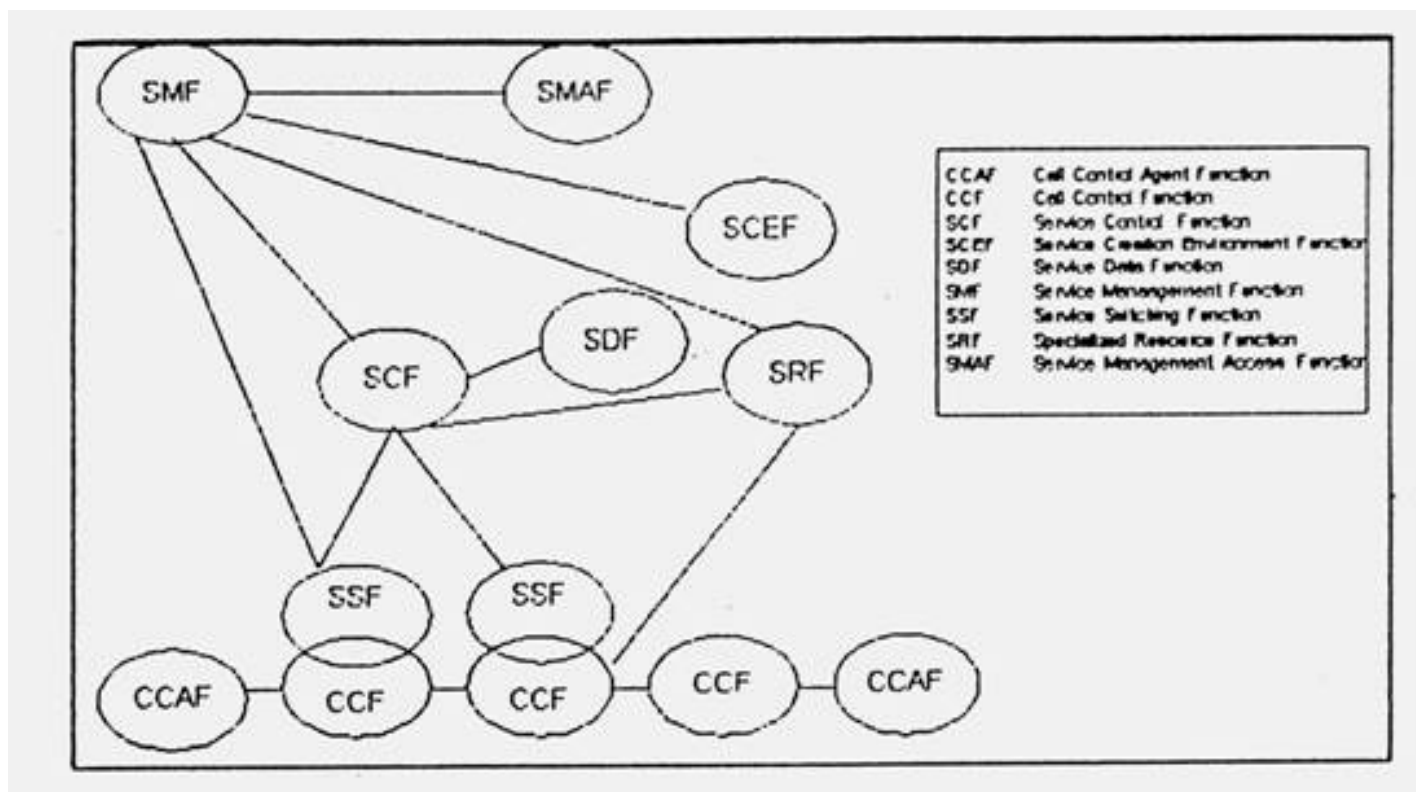 SMF
SMAF
SCEF
SDF
SCF
SRF
SSF
SSF
CCAF
CCF
CCF
CCF
CCAF
CCAF Call Control Agent Function
CCF Call Control Function
SCF Service Control Function
SCEF Service Creation Environment Function
SDF Service Data Function
SMF Service Menangement Function
SSF Service Switching Function
SRF Specialized Resource Function
SMAF Service Management Access Function